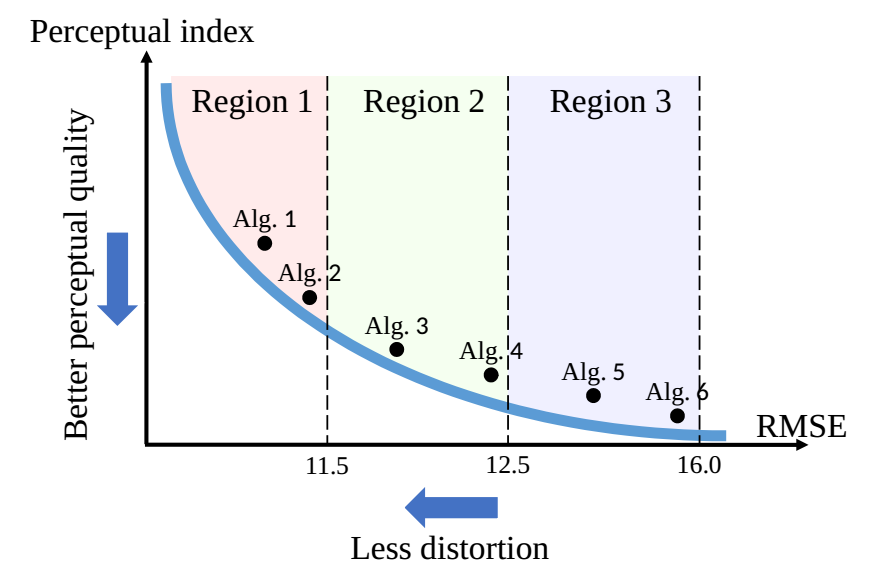 Perceptual index
Better perceptual quality
Region 1
Region 2
Region 3
Alg. 1
Alg. 2
Alg. 3
Alg. 4
Alg. 5
Alg. 6
RMSE
11.5
12.5
16.0
Less distortion